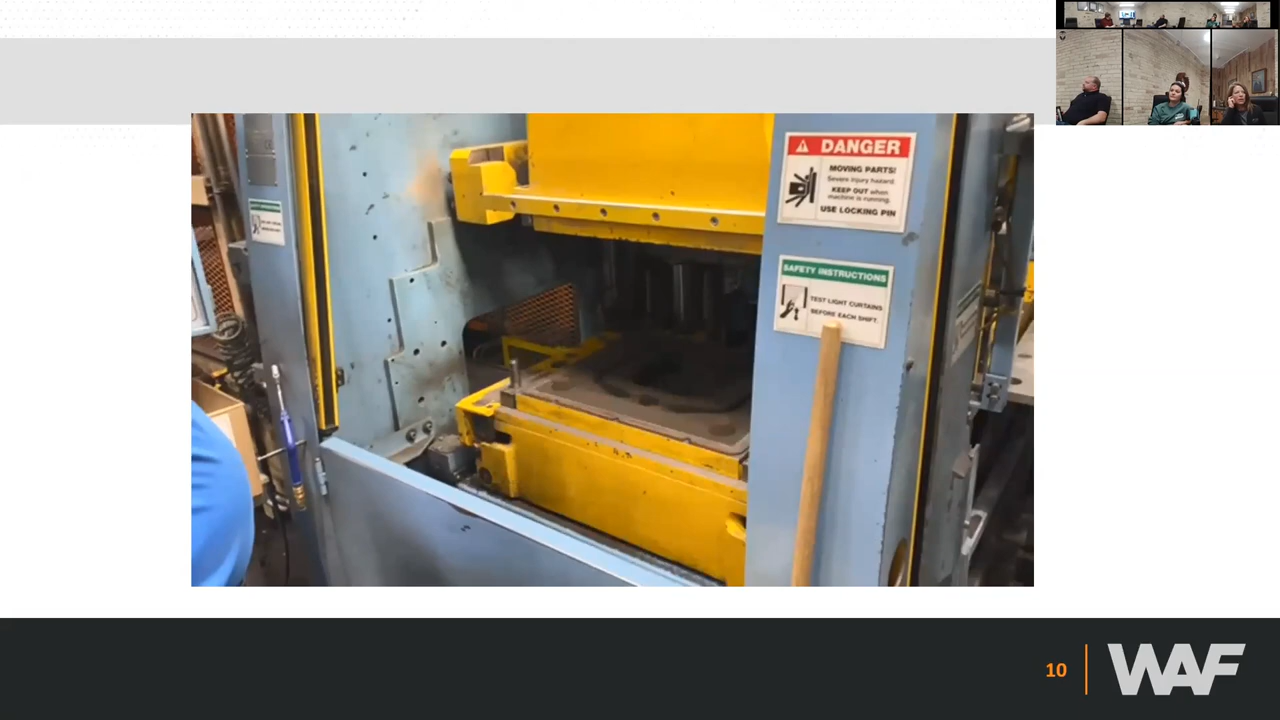 DANGER
MOVING PARTS!
Severe injury hazard.
KEEP OUT when
machine is running.
USE LOCKING PIN
SAFETY INSTRUCTIONS
TEST LIGHT CURTAINS
BEFORE EACH SHIFT.
10
WAF